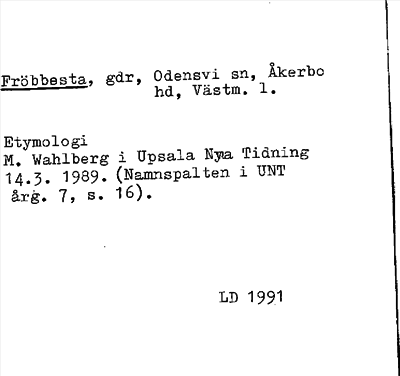 Fröbbesta, gdr, Odensvi sn, Åkerbo
hd, Västm. l.
Etymologi
M. Wahlberg i Upsala Nya Tidning
14.3. 1989. (Namnspalten i UNT
årg. 7, s. 16).
LD 1991